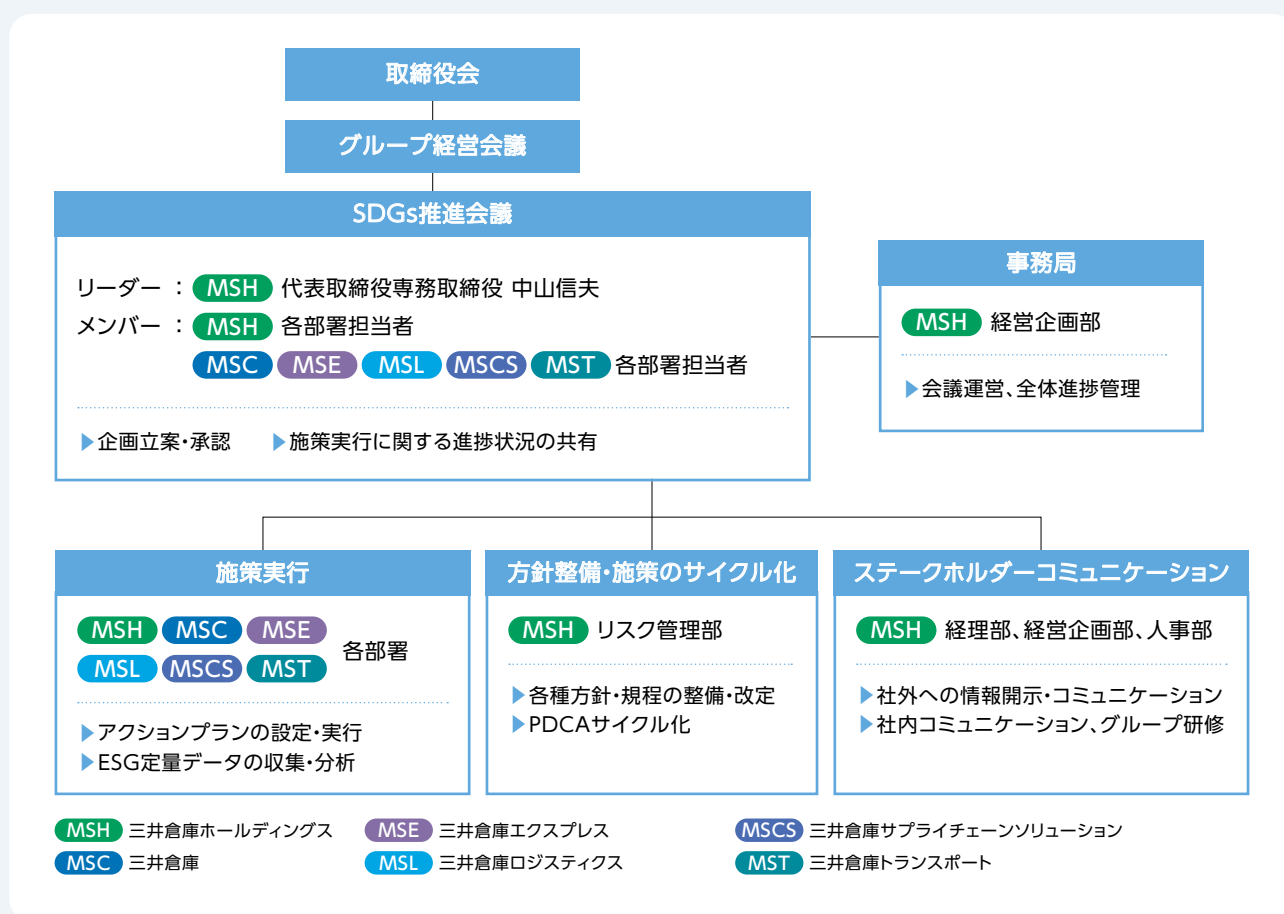 取締役会
グループ経営会議
SDGs推進会議
リーダー ： MSH 代表取締役専務取締役 中山信夫
メンバー ： MSH 各部署担当者
MSC MSE MSL MSCS MST 各部署担当者
▶企画立案・承認 ▶施策実行に関する進捗状況の共有
事務局
MSH 経営企画部
▶会議運営、全体進捗管理
施策実行
MSH MSC MSE
MSL MSCS MST
各部署
▶アクションプランの設定・実行
▶ESG定量データの収集・分析
方針整備・施策のサイクル化
MSH リスク管理部
▶各種方針・規程の整備・改定
▶PDCAサイクル化
ステークホルダーコミュニケーション
MSH 経理部、経営企画部、人事部
▶社外への情報開示・コミュニケーション
▶社内コミュニケーション、グループ研修
MSH 三井倉庫ホールディングス MSE 三井倉庫エクスプレス MSCS 三井倉庫サプライチェーンソリューション
MSC 三井倉庫 MSL 三井倉庫ロジスティクス MST 三井倉庫トランスポート